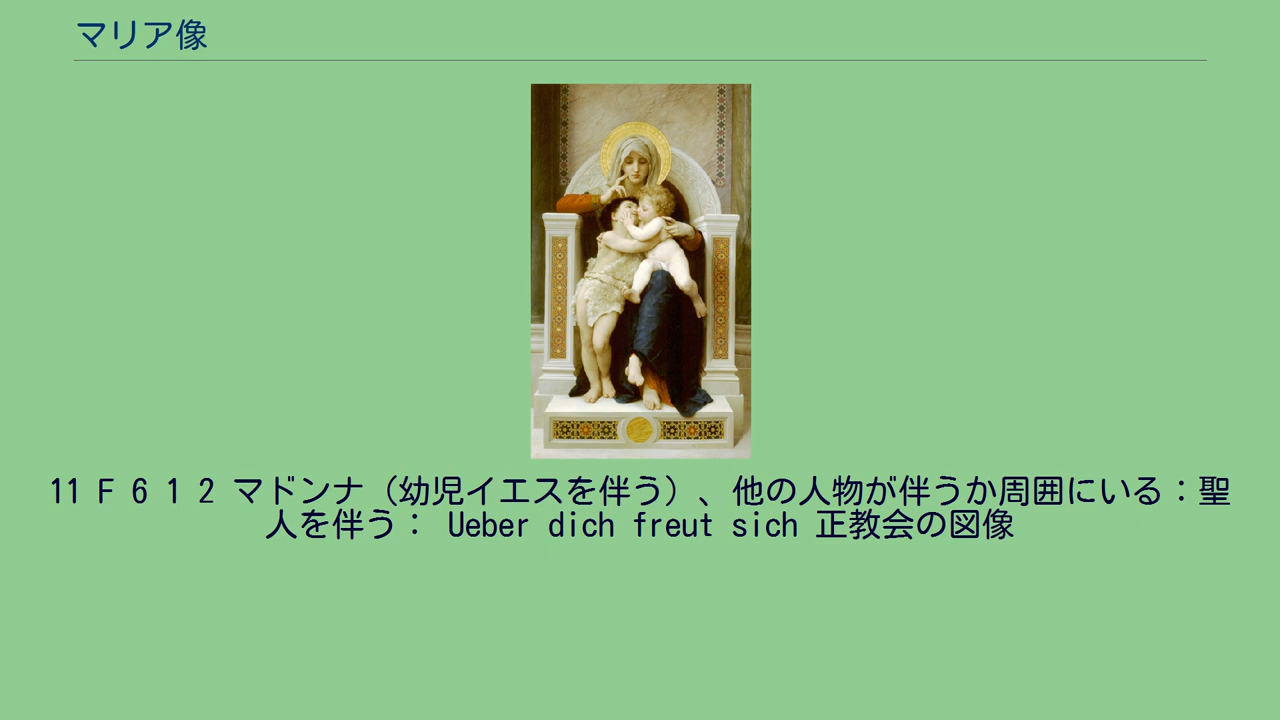 マリア像
11 F 6 1 2 マドンナ（幼児イエスを伴う）、他の人物が伴うか周囲にいる：聖
人を伴う： Ueber dich freut sich 正教会の図像